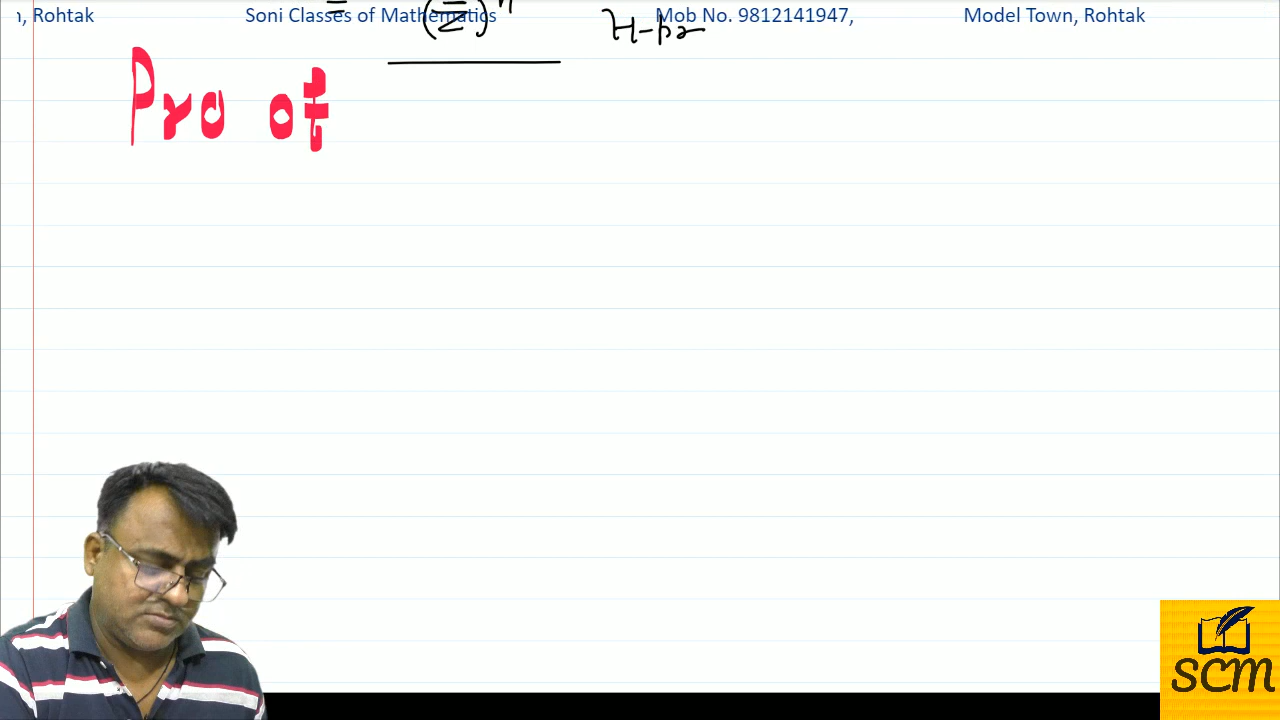 , Rohtak Soni Classes of Mathematics Mob No. 9812141947, Model Town, Rohtak
= (z̄)ⁿ
Pro of
SCM